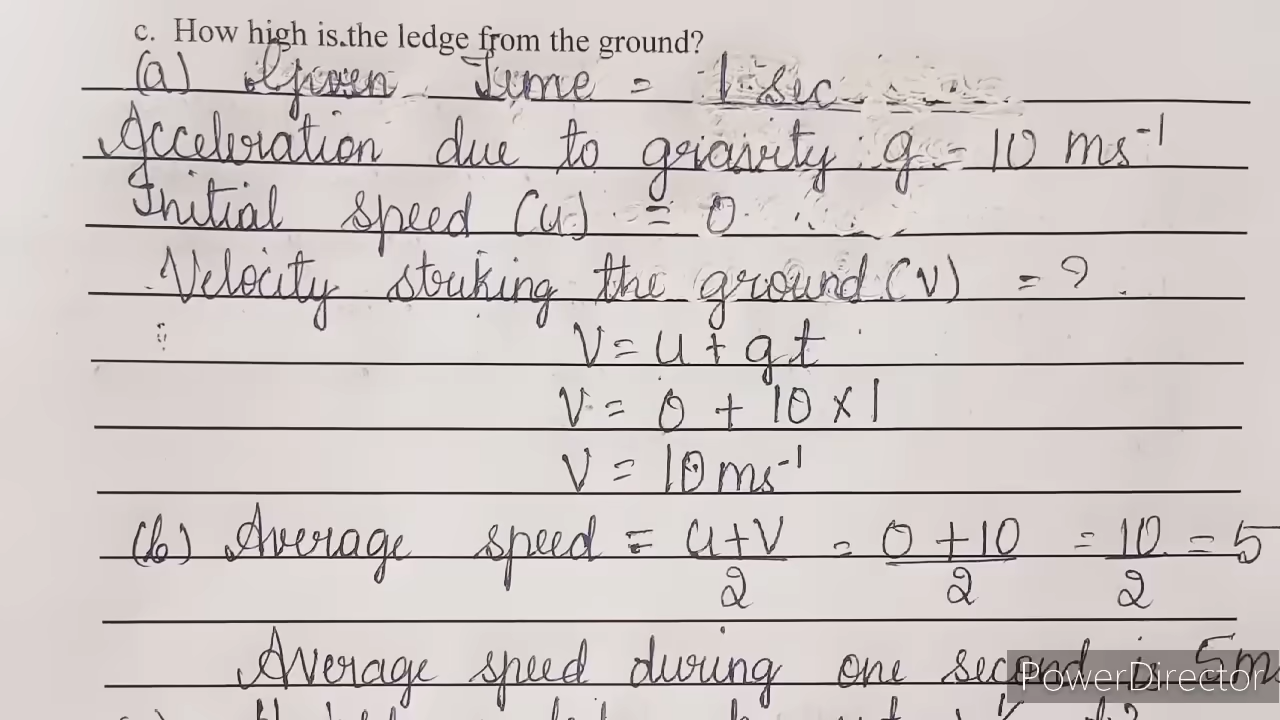 c. How high is the ledge from the ground?
(a) Given Time = 1 sec
Acceleration due to gravity g = 10 ms⁻¹
Initial speed (u) = 0
Velocity striking the ground (V) = ?
V = u + gt
V = 0 + 10 × 1
V = 10 ms⁻¹
(b) Average speed = u+V/2 = 0+10/2 = 10/2 = 5
Average speed during one second is 5m
PowerDirector